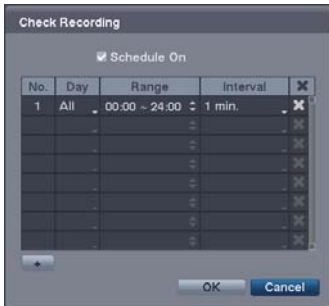 Check Recording
Schedule On
No. Day Range Interval
1 All 00:00 ~ 24:00 1 min.
+
OK Cancel